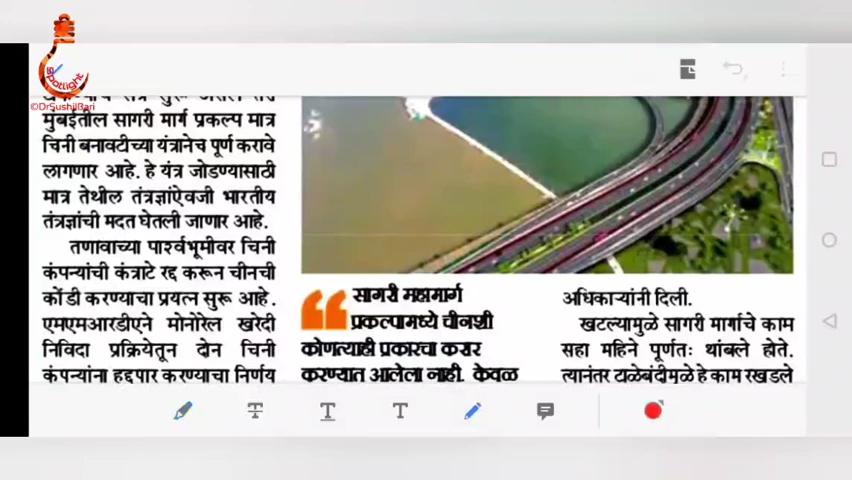 Spotlight
©DrSushilBari
मुंबईतील सागरी मार्ग प्रकल्प मात्र
चिनी बनावटीच्या यंत्रानेच पूर्ण करावे
लागणार आहे. हे यंत्र जोडण्यासाठी
मात्र तेथील तंत्रज्ञांऐवजी भारतीय
तंत्रज्ञांची मदत घेतली जाणार आहे.
तणावाच्या पार्श्वभूमीवर चिनी
कंपन्यांची कंत्राटे रद्द करून चीनची
कोंडी करण्याचा प्रयत्न सुरू आहे.
एमएमआरडीएने मोनोरेल खरेदी
निविदा प्रक्रियेतून दोन चिनी
कंपन्यांना हद्दपार करण्याचा निर्णय
सागरी महामार्ग
प्रकल्पामध्ये चीनशी
कोणत्याही प्रकारचा करार
करण्यात आलेला नाही. केवळ
अधिकाऱ्यांनी दिली.
खटल्यामुळे सागरी मार्गाचे काम
सहा महिने पूर्णतः थांबले होते.
त्यानंतर टाळेबंदीमुळे हे काम रखडले